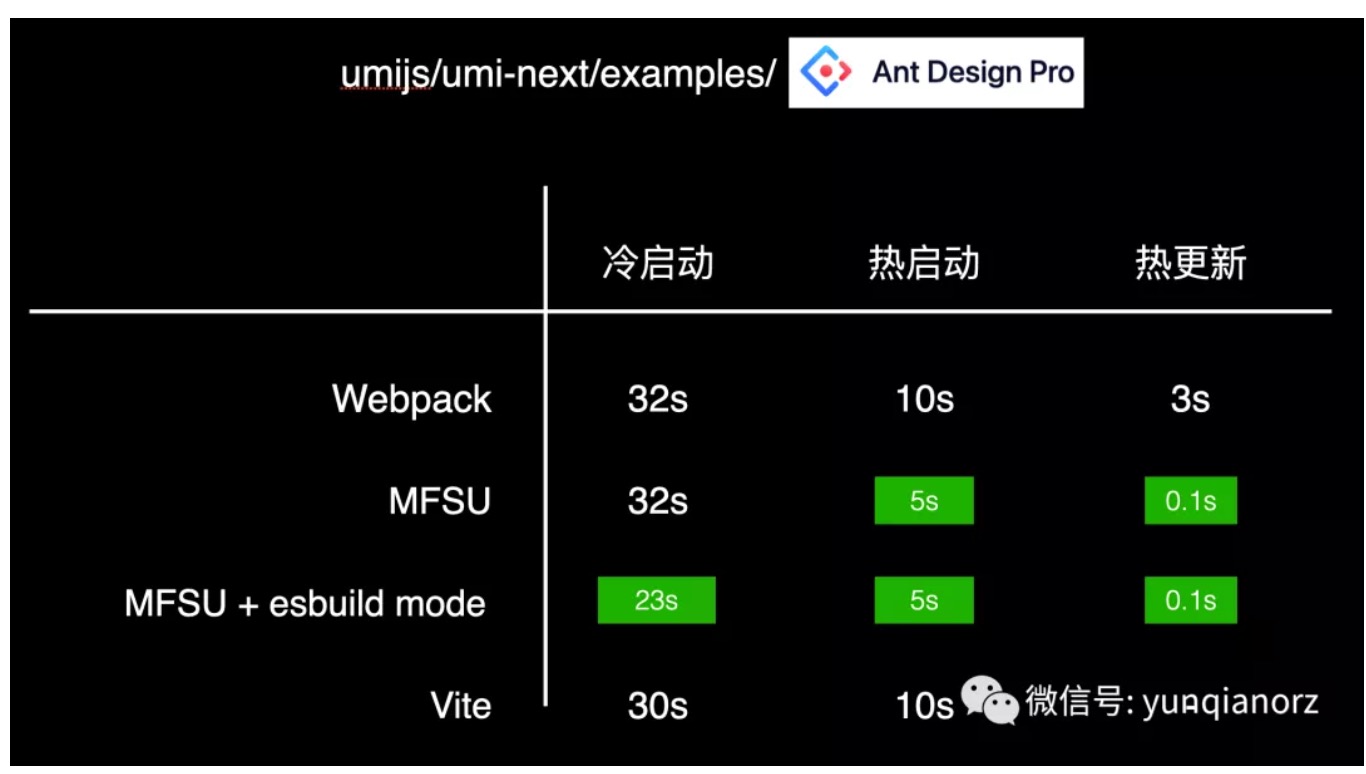 umijs/umi-next/examples/ Ant Design Pro
冷启动 热启动 热更新
Webpack 32s 10s 3s
MFSU 32s 5s 0.1s
MFSU + esbuild mode 23s 5s 0.1s
Vite 30s 10s 微信号: yunqianorz